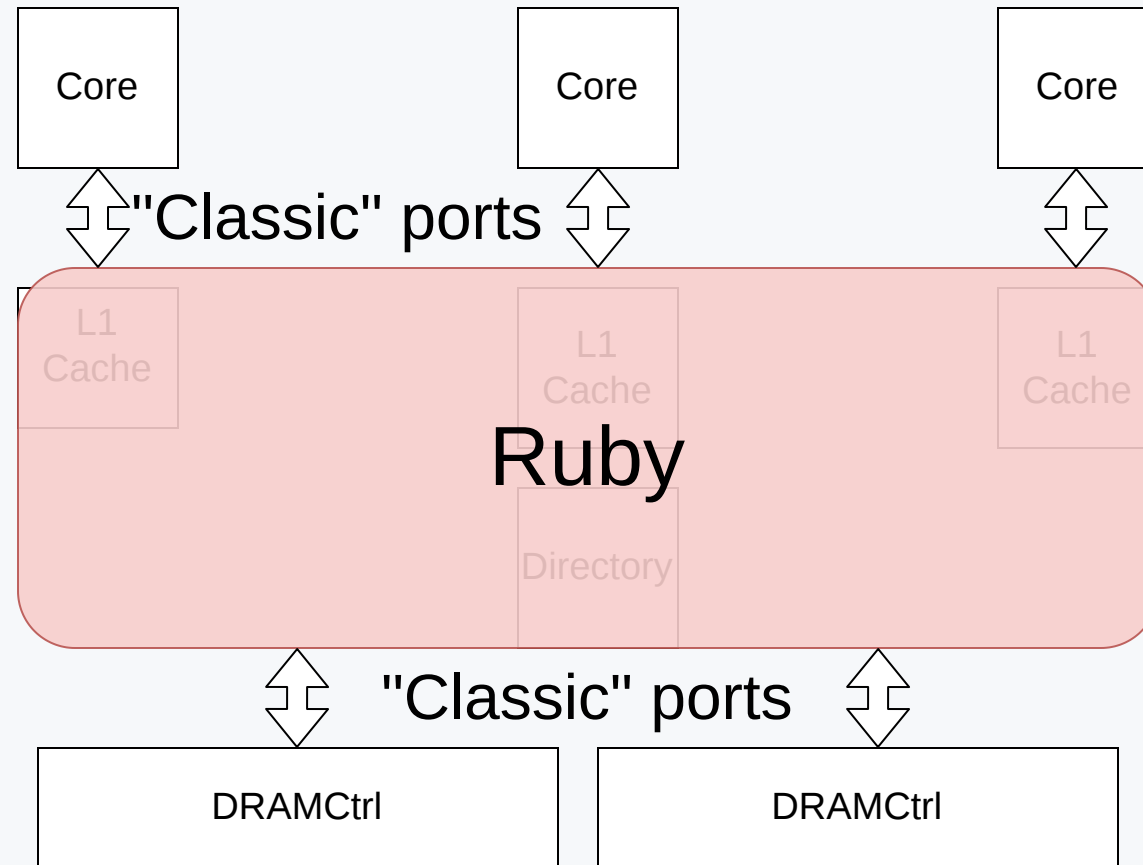 Core
Core
Core
"Classic" ports
L1
Cache
L1
Cache
L1
Cache
Ruby
Directory
"Classic" ports
DRAMCtrl
DRAMCtrl